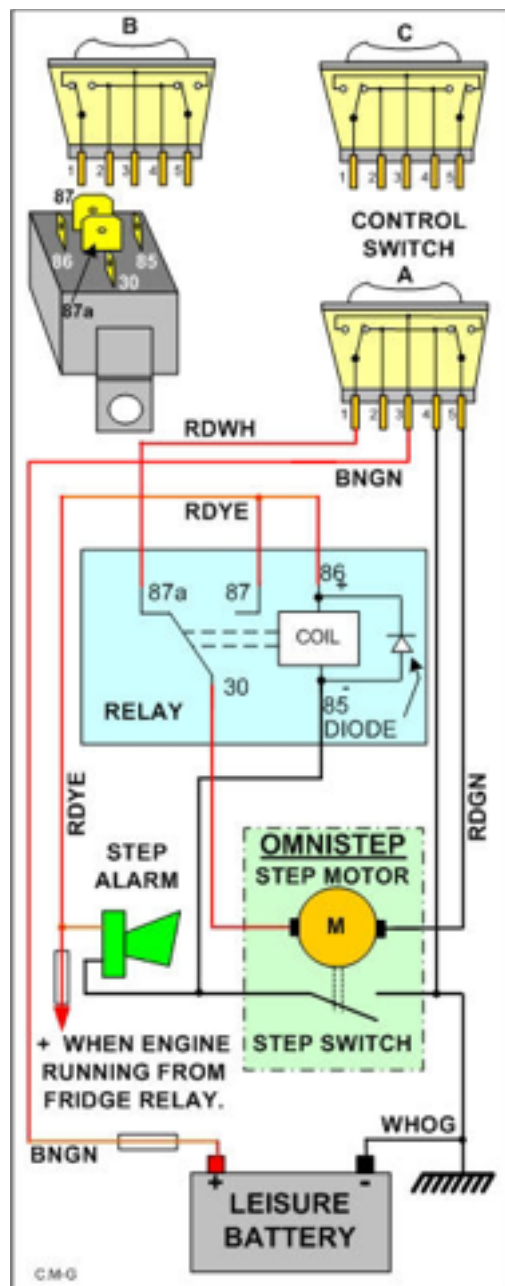 B
C
1 2 3 4 5
1 2 3 4 5
87
86
85
30
87a
CONTROL
SWITCH
A
1 2 3 4 5
RDWH
BNGN
RDYE
87a
87
86
+
COIL
30
-
85
RELAY
DIODE
RDYE
RDGN
STEP
ALARM
OMNISTEP
STEP MOTOR
M
STEP SWITCH
+ WHEN ENGINE
RUNNING FROM
FRIDGE RELAY.
BNGN
WHOG
+ -
LEISURE
BATTERY
C.M-G